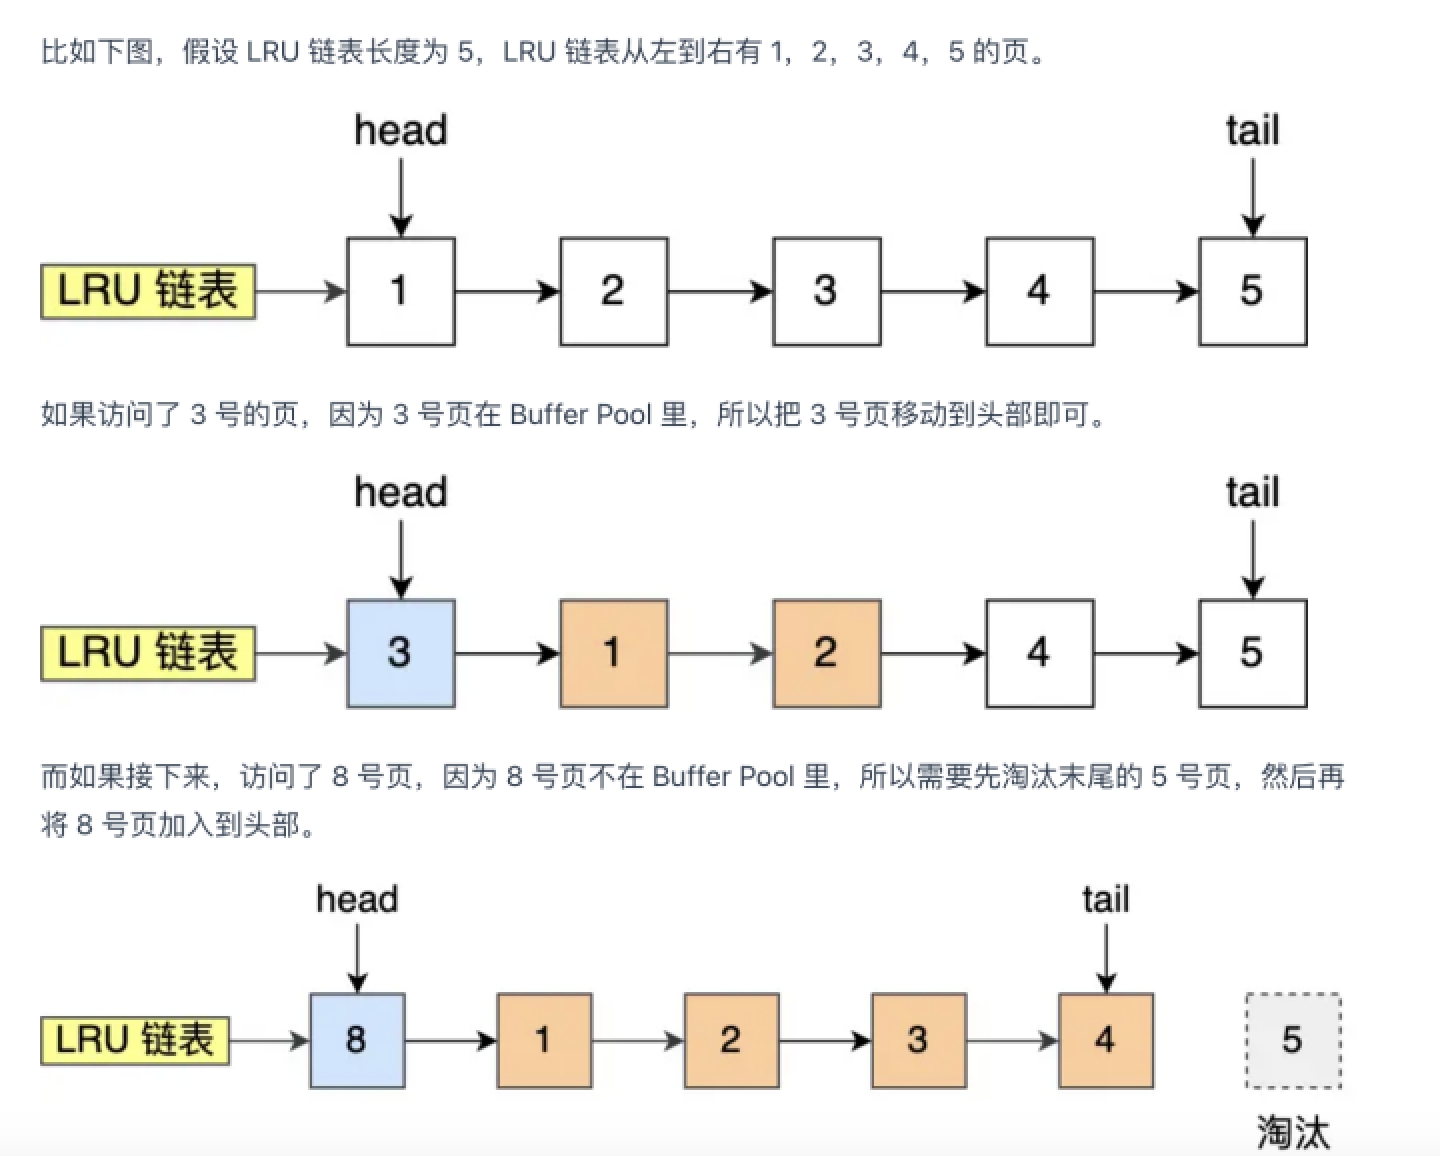 比如下图，假设 LRU 链表长度为 5，LRU 链表从左到右有 1，2，3，4，5 的页。
head tail
LRU 链表 1 2 3 4 5
如果访问了 3 号的页，因为 3 号页在 Buffer Pool 里，所以把 3 号页移动到头部即可。
head tail
LRU 链表 3 1 2 4 5
而如果接下来，访问了 8 号页，因为 8 号页不在 Buffer Pool 里，所以需要先淘汰末尾的 5 号页，然后再
将 8 号页加入到头部。
head tail
LRU 链表 8 1 2 3 4 5
淘汰